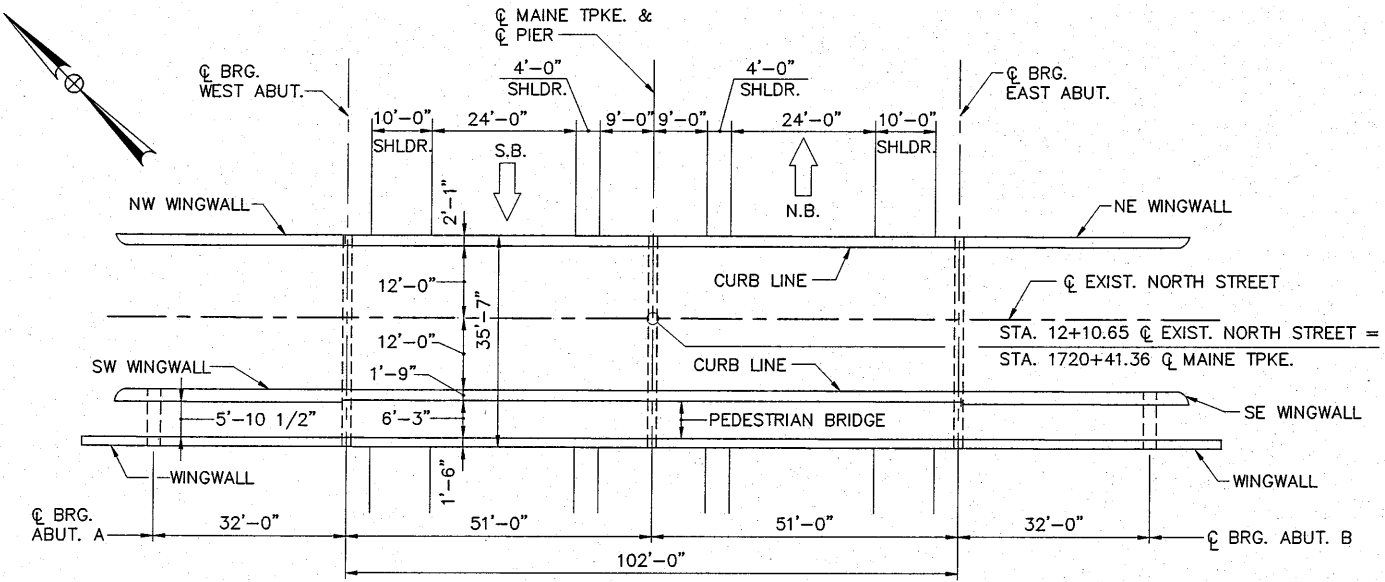 ℄ MAINE TPKE. &
℄ PIER
℄ BRG.
WEST ABUT.
4'-0"
SHLDR.
4'-0"
SHLDR.
℄ BRG.
EAST ABUT.
10'-0"
SHLDR.
24'-0"
9'-0"
9'-0"
24'-0"
10'-0"
SHLDR.
S.B.
N.B.
NW WINGWALL
2'-1"
NE WINGWALL
CURB LINE
12'-0"
35'-7"
℄ EXIST. NORTH STREET
STA. 12+10.65 ℄ EXIST. NORTH STREET =
STA. 1720+41.36 ℄ MAINE TPKE.
12'-0"
SW WINGWALL
CURB LINE
1'-9"
5'-10 1/2"
6'-3"
PEDESTRIAN BRIDGE
SE WINGWALL
WINGWALL
1'-6"
WINGWALL
℄ BRG.
ABUT. A
32'-0"
51'-0"
51'-0"
32'-0"
℄ BRG. ABUT. B
102'-0"